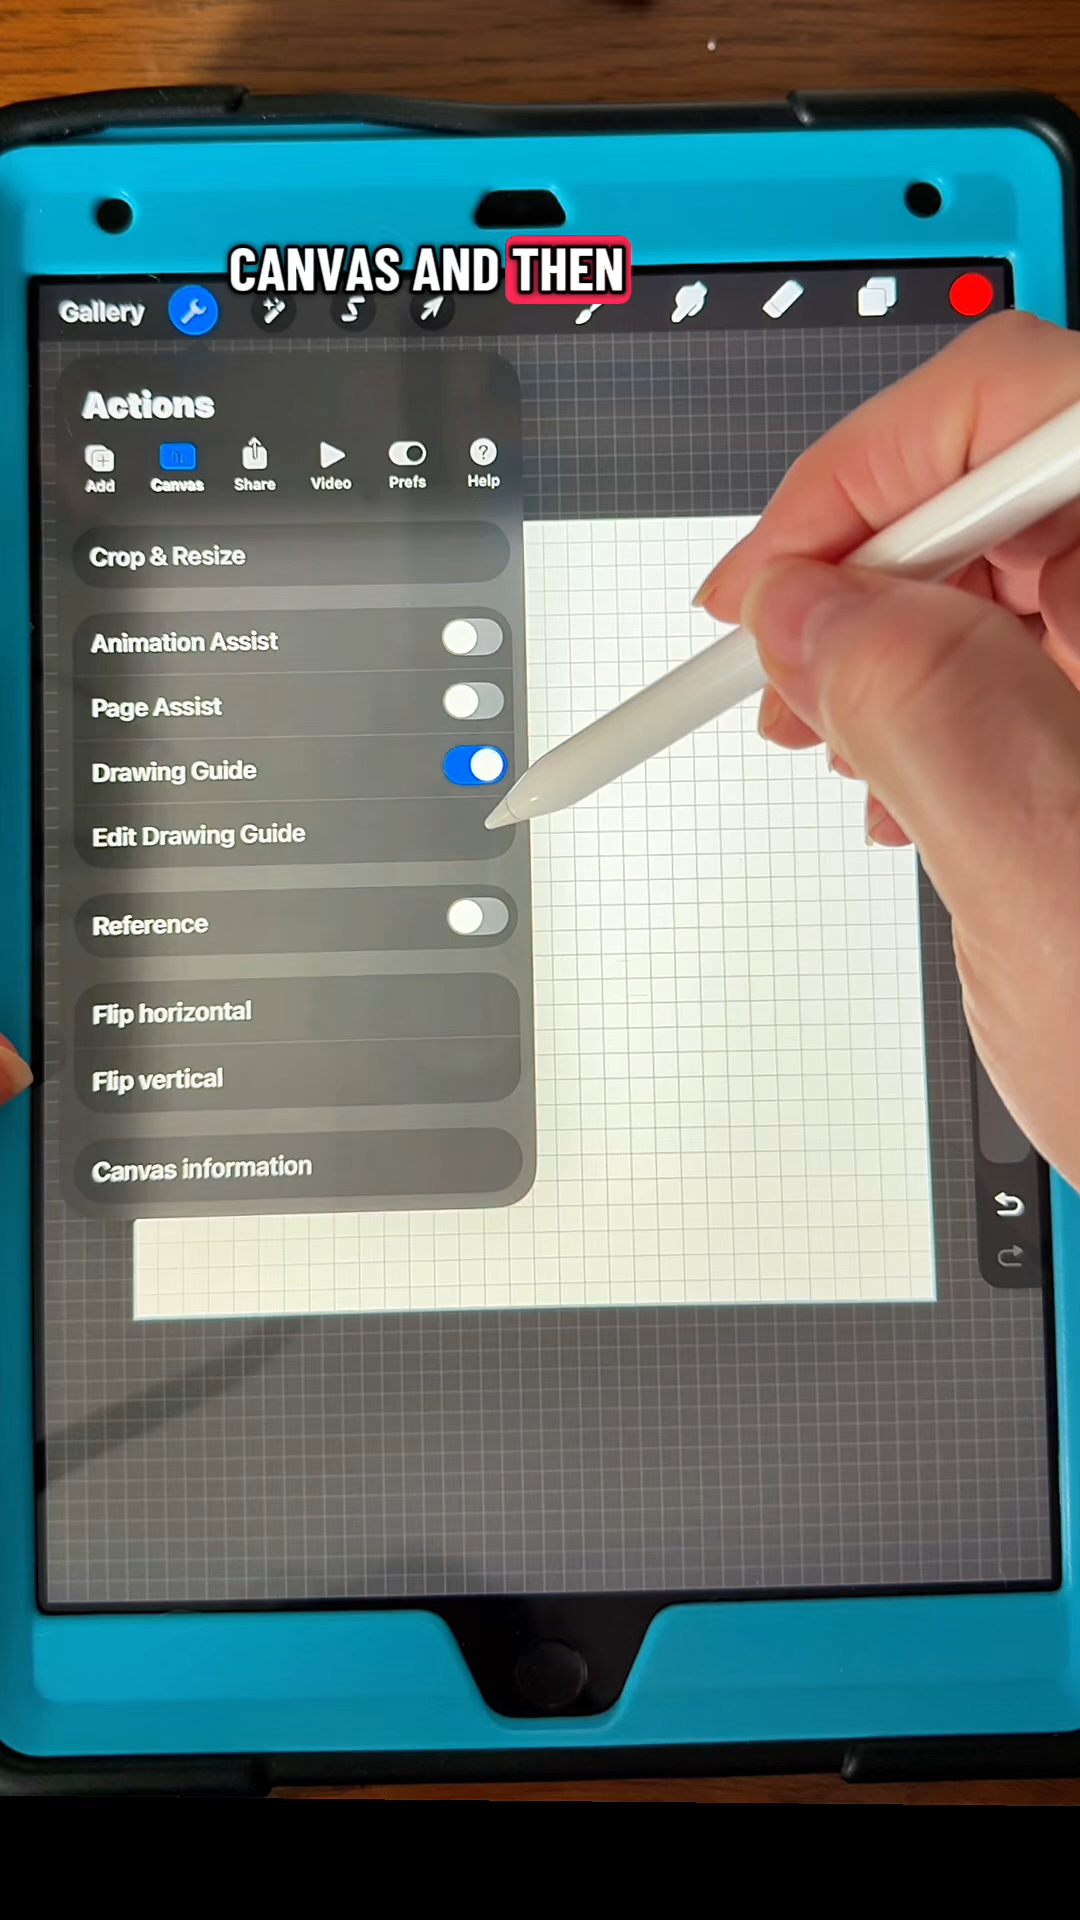 CANVAS AND THEN
Gallery
Actions
Add Canvas Share Video Prefs Help
Crop & Resize
Animation Assist
Page Assist
Drawing Guide
Edit Drawing Guide
Reference
Flip horizontal
Flip vertical
Canvas information